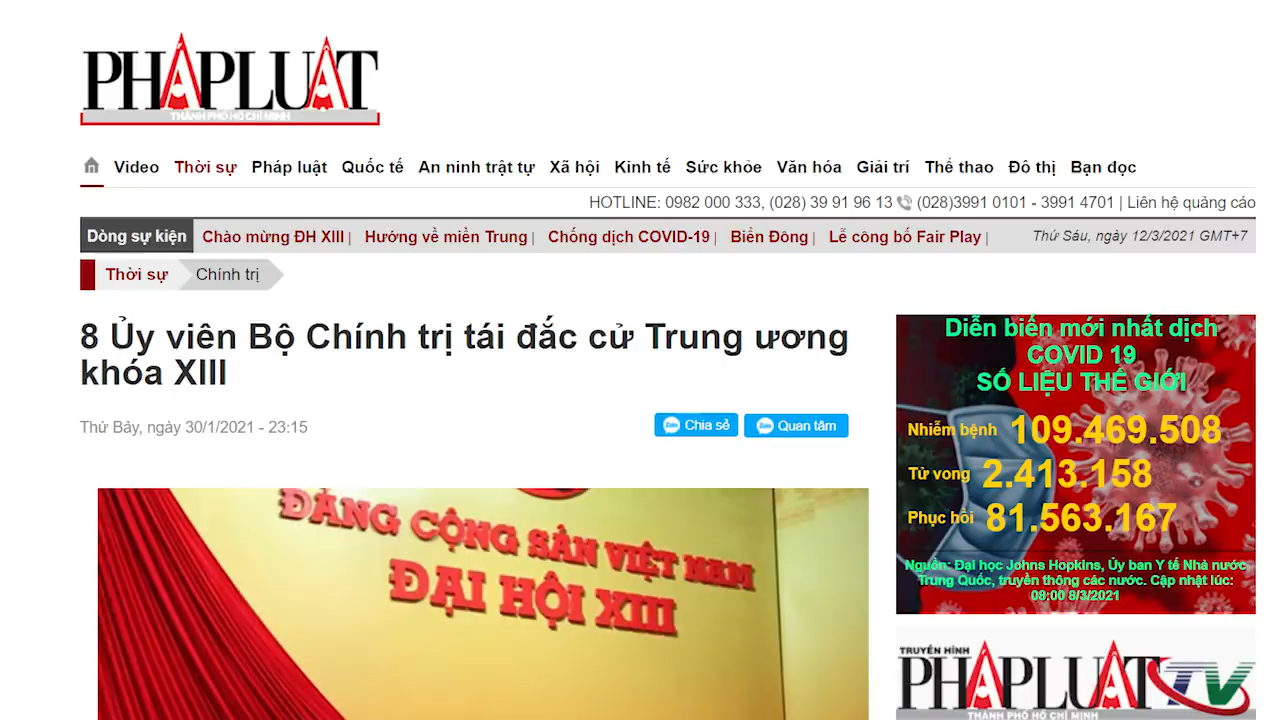 PHÁP LUẬT
THÀNH PHỐ HỒ CHÍ MINH
Video Thời sự Pháp luật Quốc tế An ninh trật tự Xã hội Kinh tế Sức khỏe Văn hóa Giải trí Thể thao Đô thị Bạn đọc
HOTLINE: 0982 000 333, (028) 39 91 96 13 (028)3991 0101 - 3991 4701 | Liên hệ quảng cáo
Dòng sự kiện Chào mừng ĐH XIII | Hướng về miền Trung | Chống dịch COVID-19 | Biển Đông | Lễ công bố Fair Play | Thứ Sáu, ngày 12/3/2021 GMT+7
Thời sự Chính trị
8 Ủy viên Bộ Chính trị tái đắc cử Trung ương
khóa XIII
Thứ Bảy, ngày 30/1/2021 - 23:15
Zalo Chia sẻ Zalo Quan tâm
ĐẢNG CỘNG SẢN VIỆT NAM
ĐẠI HỘI XIII
Diễn biến mới nhất dịch
COVID 19
SỐ LIỆU THẾ GIỚI
Nhiễm bệnh 109.469.508
Tử vong 2.413.158
Phục hồi 81.563.167
Nguồn: Đại học Johns Hopkins, Ủy ban Y tế Nhà nước
Trung Quốc, truyền thông các nước. Cập nhật lúc:
08:00 8/3/2021
TRUYỀN HÌNH
PHÁP LUẬT TV
THÀNH PHỐ HỒ CHÍ MINH